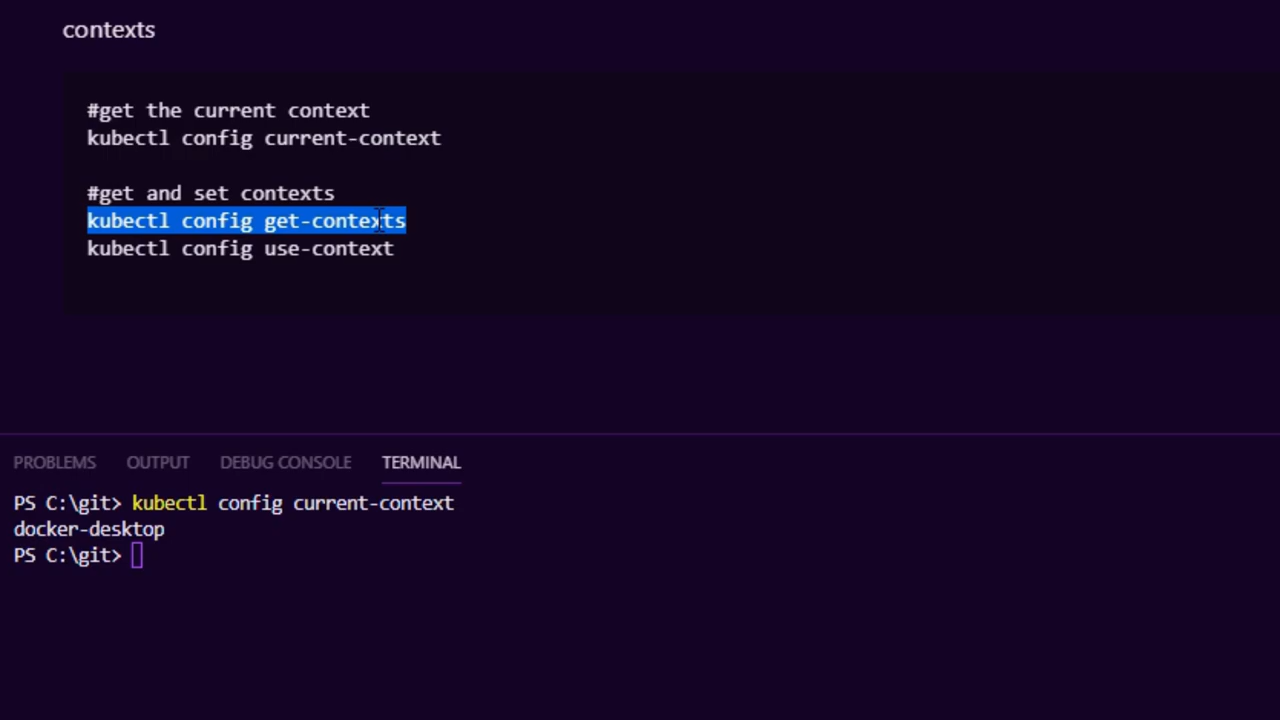 contexts
#get the current context
kubectl config current-context
#get and set contexts
kubectl config get-contexts
kubectl config use-context
PROBLEMS OUTPUT DEBUG CONSOLE TERMINAL
PS C:\git> kubectl config current-context
docker-desktop
PS C:\git>